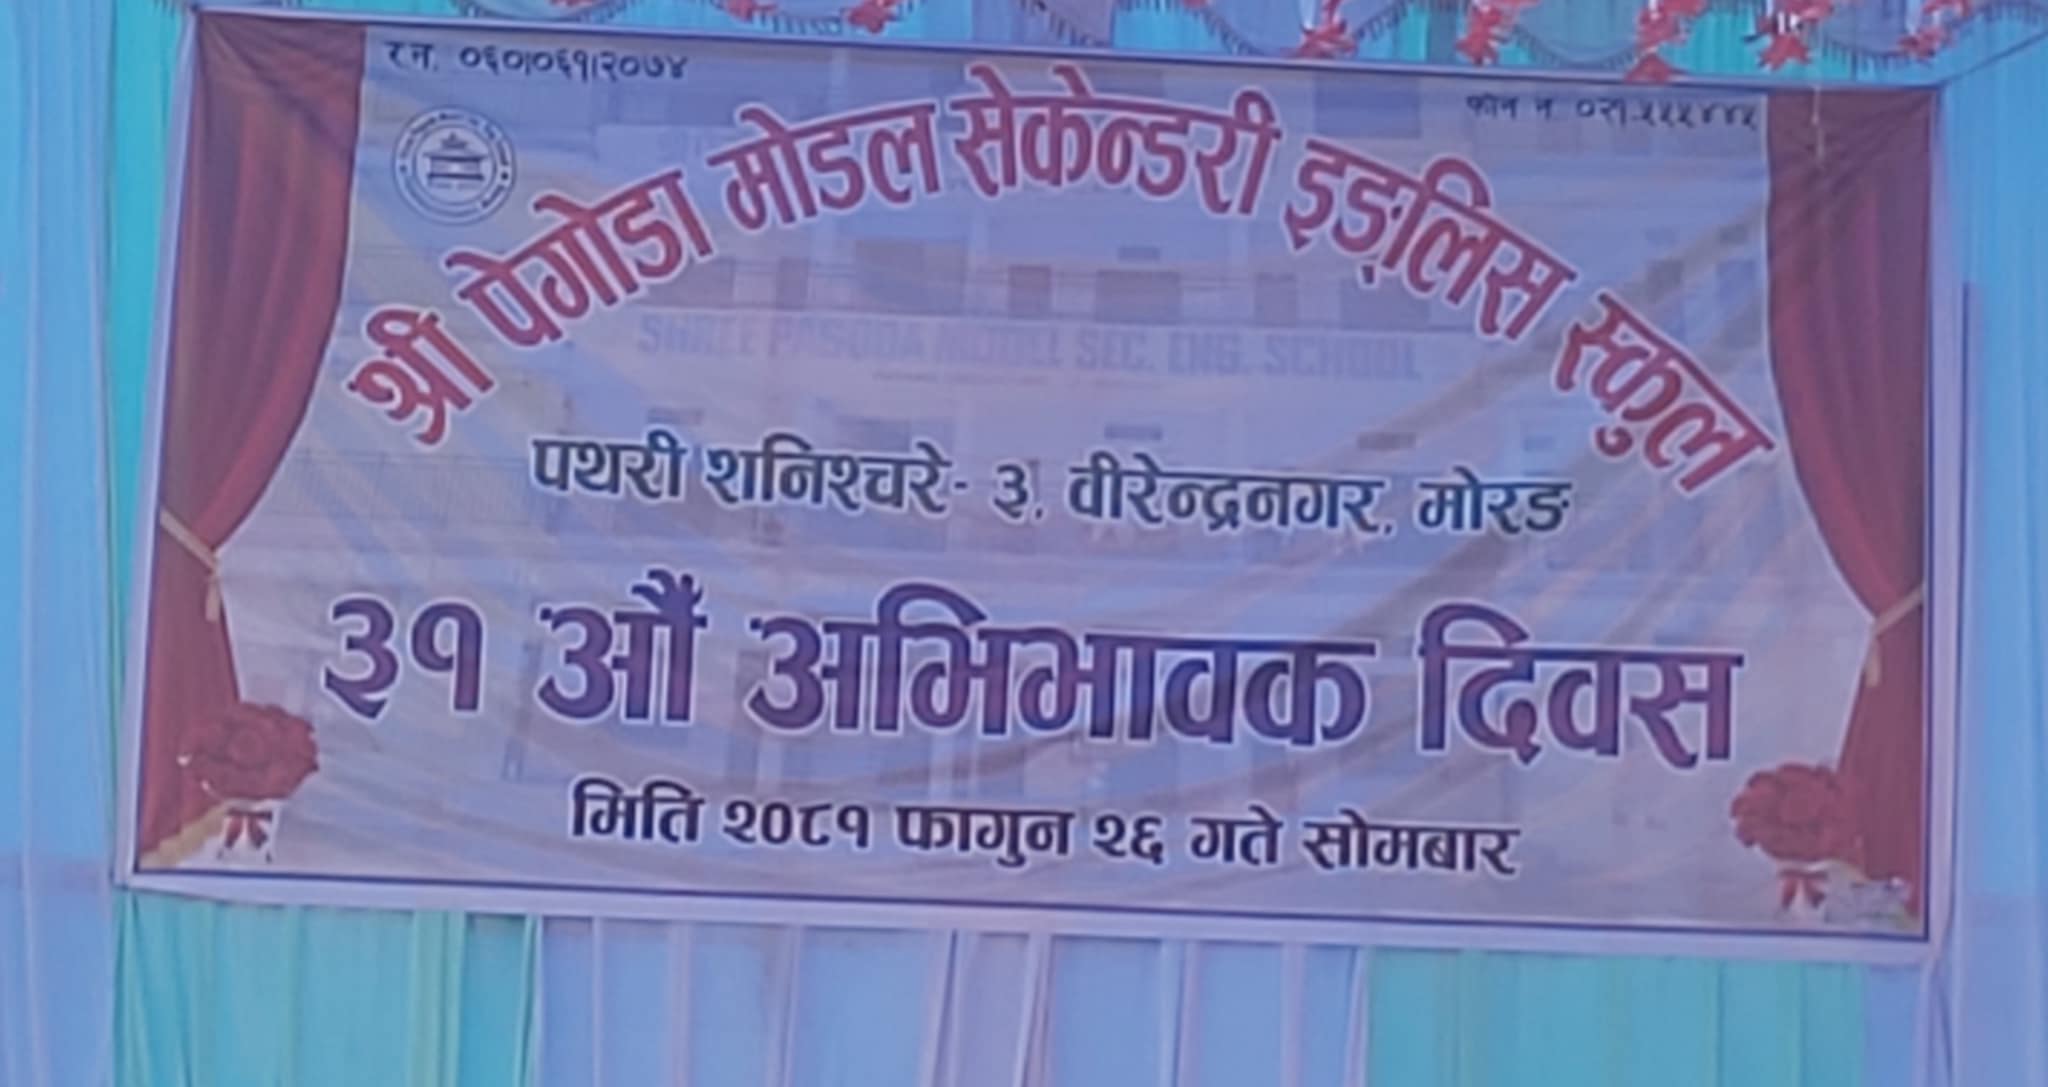 र न. ०६०।०६१।२०७४
फोन न ०२१-५५५४४५
श्री पेगोडा मोडल सेकेन्डरी इङ्लिस स्कुल
SHREE PAGODA MODEL SEC. ENG. SCHOOL
पथरी शनिश्चरे- ३, वीरेन्द्रनगर, मोरङ
३१ औं अभिभावक दिवस
मिति २०८१ फागुन २६ गते सोमबार